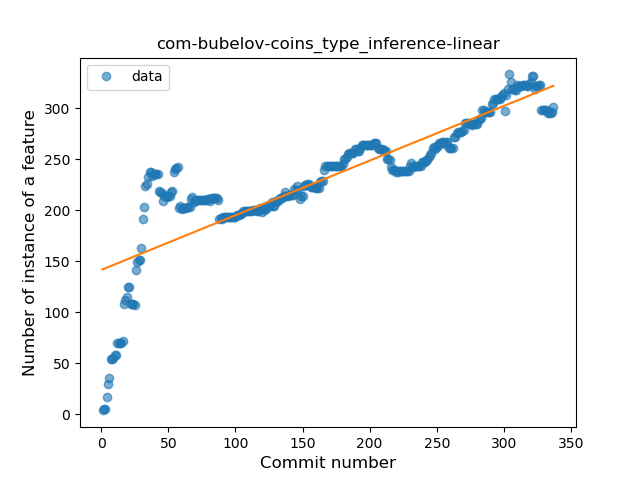 com-bubelov-coins_type_inference-linear
data
Number of instance of a feature
300
250
200
150
100
50
0
0 50 100 150 200 250 300 350
Commit number